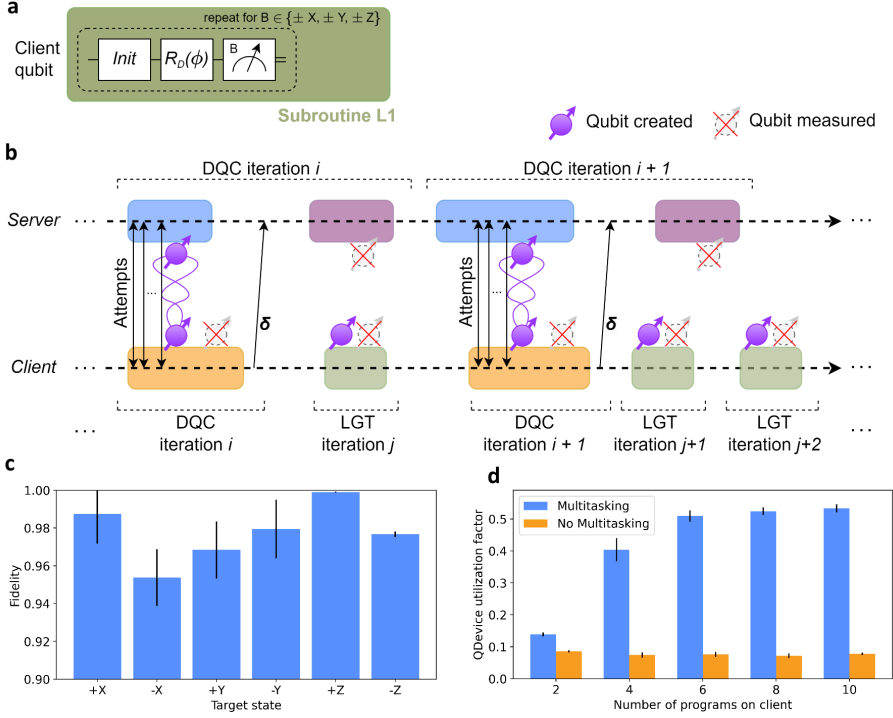 a
repeat for B ∈ {± X, ± Y, ± Z}
Client
qubit
Init
R_D(ϕ)
B
Subroutine L1
Qubit created
Qubit measured
b
DQC iteration i
DQC iteration i + 1
Server
Attempts
...
δ
Attempts
...
δ
Client
DQC
iteration i
LGT
iteration j
DQC
iteration i + 1
LGT
iteration j+1
LGT
iteration j+2
c
Fidelity
1.00
0.98
0.96
0.94
0.92
0.90
+X
-X
+Y
-Y
+Z
-Z
Target state
d
QDevice utilization factor
Multitasking
No Multitasking
0.5
0.4
0.3
0.2
0.1
0.0
2
4
6
8
10
Number of programs on client